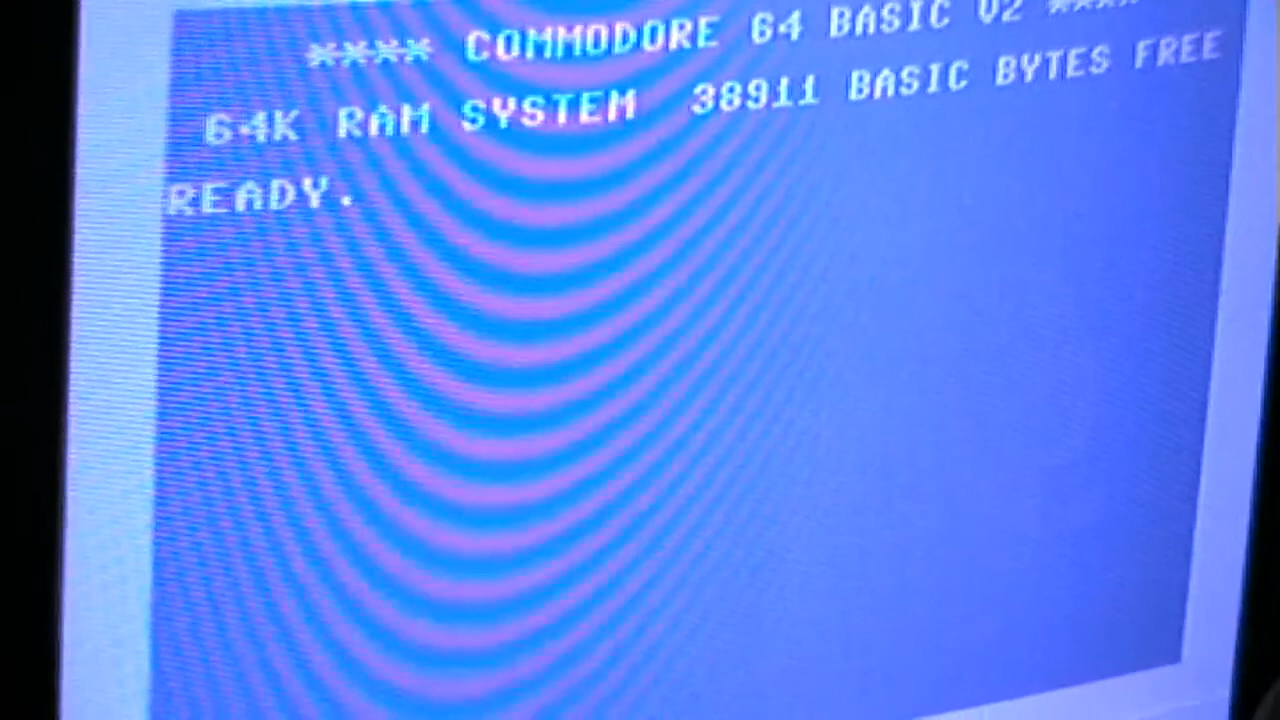 **** COMMODORE 64 BASIC V2 ****
64K RAM SYSTEM  38911 BASIC BYTES FREE
READY.